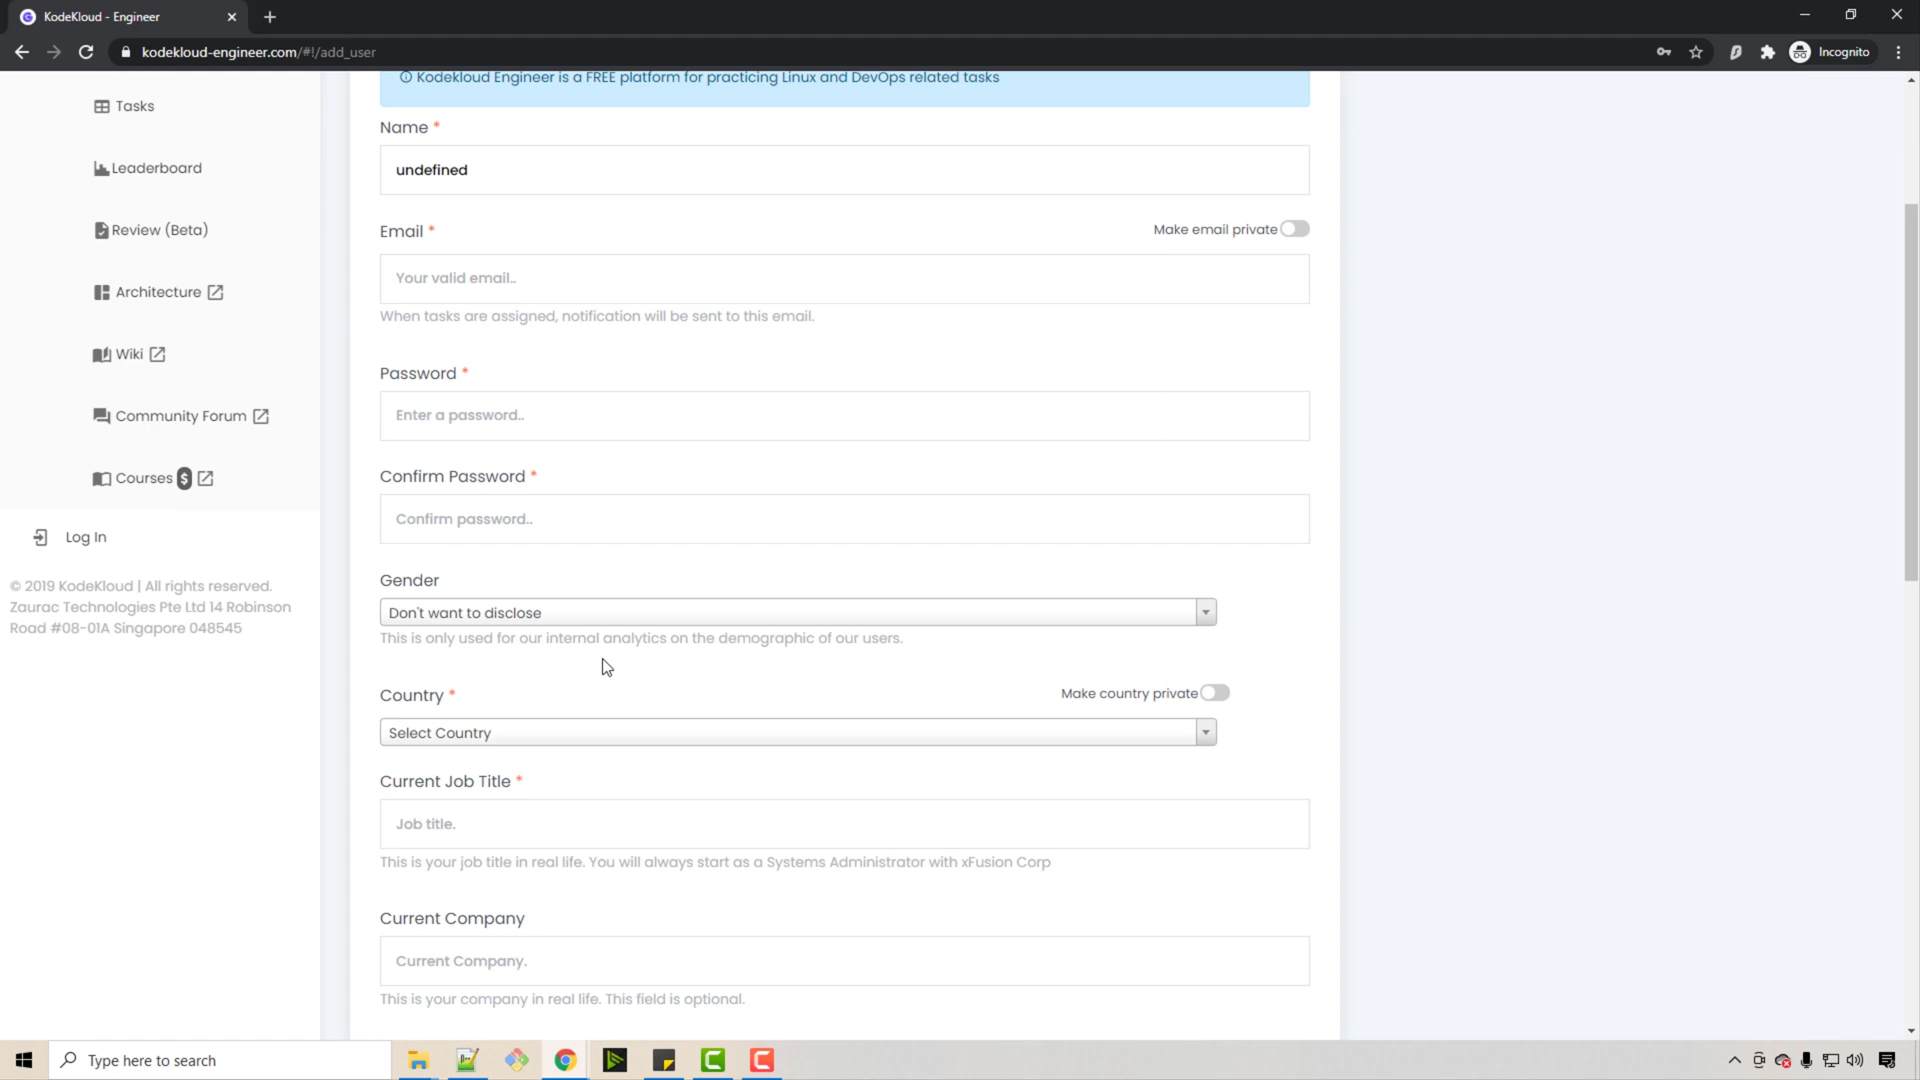 KodeKloud - Engineer
kodekloud-engineer.com/#!/add_user
Incognito
Kodekloud Engineer is a FREE platform for practicing Linux and DevOps related tasks
Tasks
Leaderboard
Review (Beta)
Architecture
Wiki
Community Forum
Courses $
Log In
© 2019 KodeKloud | All rights reserved.
Zaurac Technologies Pte Ltd 14 Robinson
Road #08-01A Singapore 048545
Name *
undefined
Email *
Make email private
Your valid email..
When tasks are assigned, notification will be sent to this email.
Password *
Enter a password..
Confirm Password *
Confirm password..
Gender
Don't want to disclose
This is only used for our internal analytics on the demographic of our users.
Country *
Make country private
Select Country
Current Job Title *
Job title.
This is your job title in real life. You will always start as a Systems Administrator with xFusion Corp
Current Company
Current Company.
This is your company in real life. This field is optional.
Type here to search